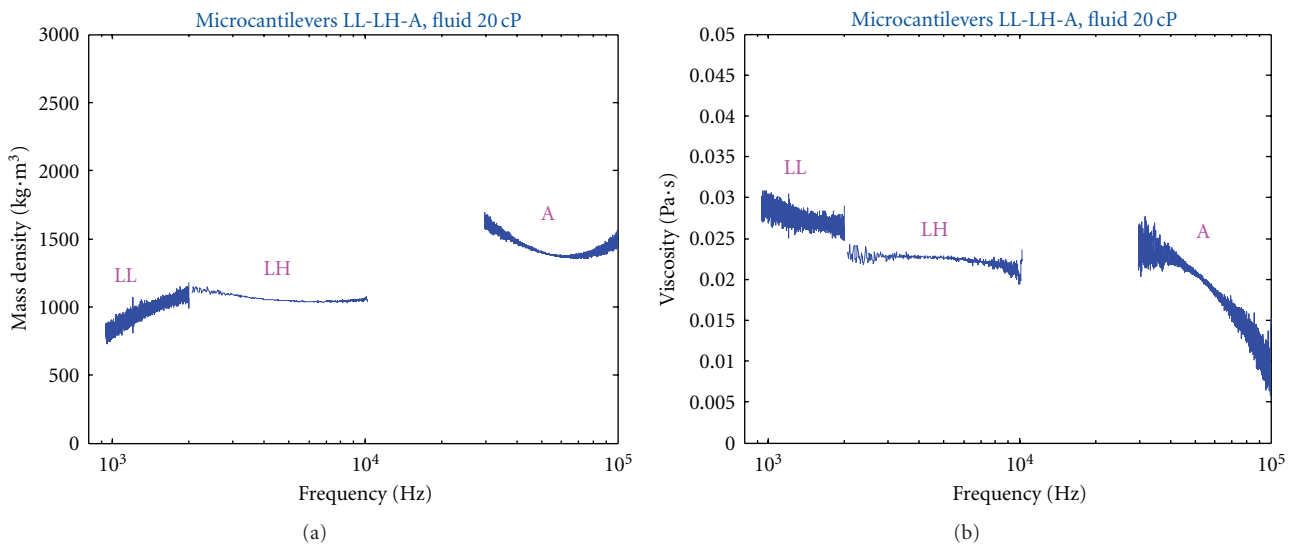 Microcantilevers LL-LH-A, fluid 20 cP
3000
2500
2000
1500
1000
500
0
Mass density (kg·m³)
LL
LH
A
10³
10⁴
10⁵
Frequency (Hz)
(a)
Microcantilevers LL-LH-A, fluid 20 cP
0.05
0.045
0.04
0.035
0.03
0.025
0.02
0.015
0.01
0.005
0
Viscosity (Pa·s)
LL
LH
A
10³
10⁴
10⁵
Frequency (Hz)
(b)